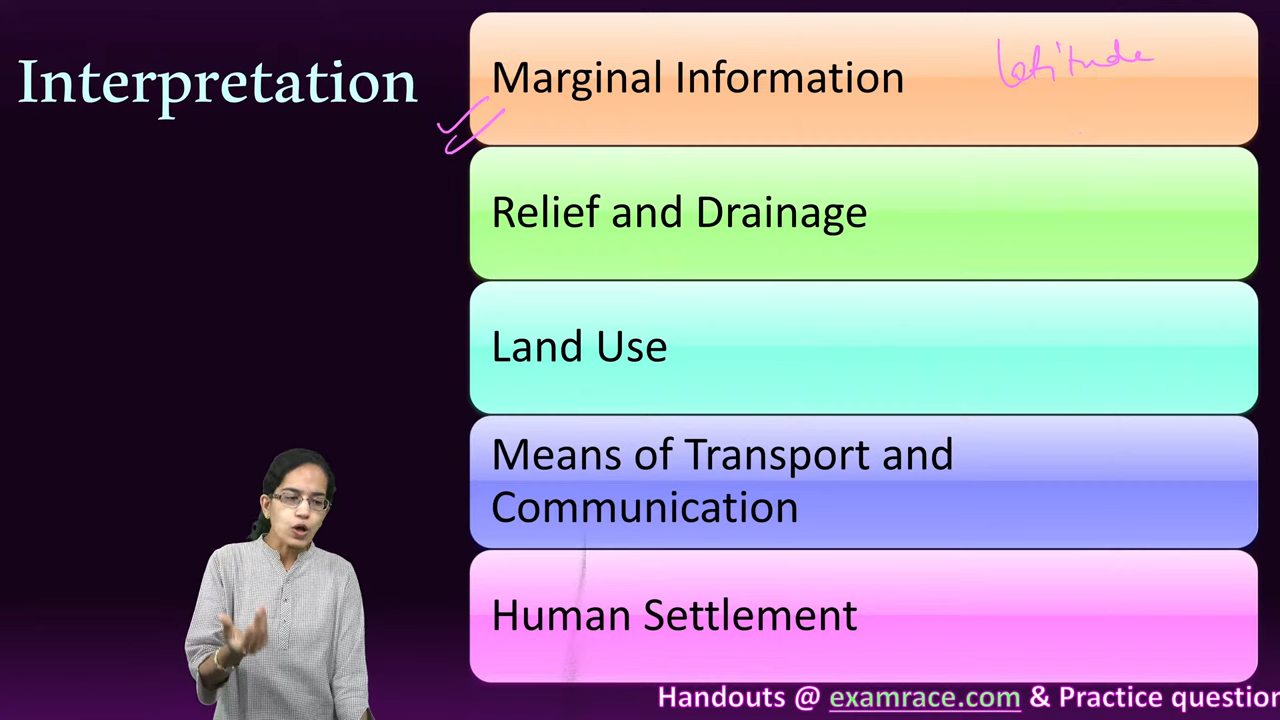 Interpretation
Marginal Information
Latitude
Relief and Drainage
Land Use
Means of Transport and
Communication
Human Settlement
Handouts @ examrace.com & Practice question